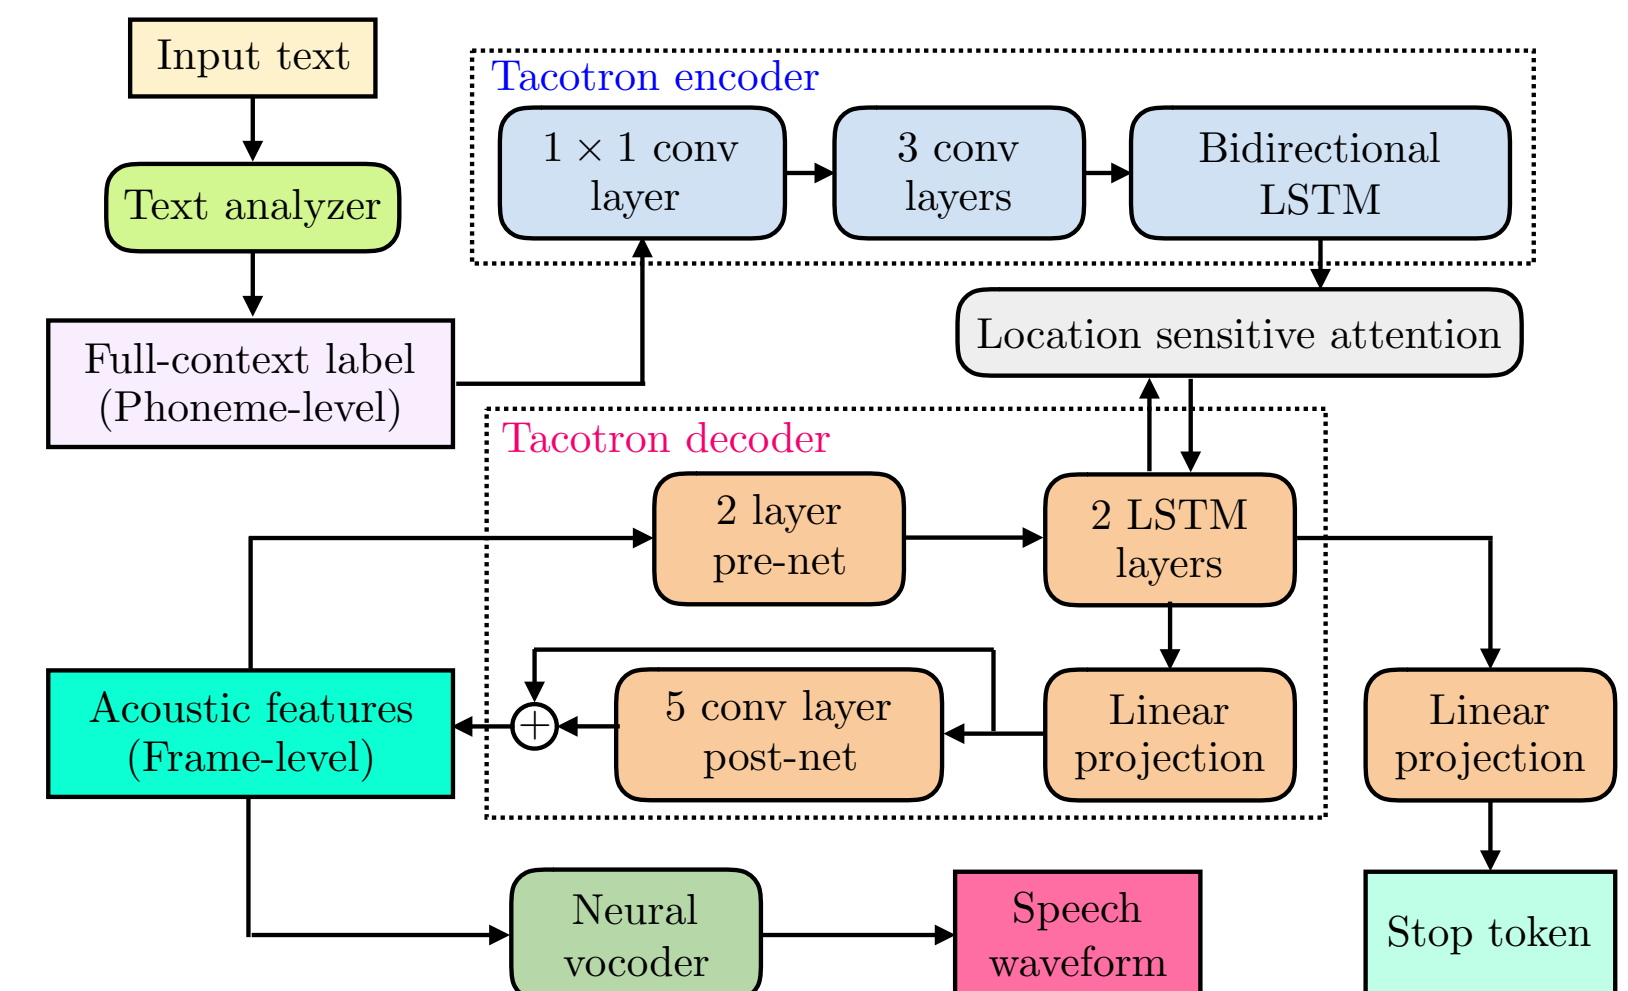 Input text
Text analyzer
Full-context label
(Phoneme-level)
Tacotron encoder
1 × 1 conv
layer
3 conv
layers
Bidirectional
LSTM
Location sensitive attention
Tacotron decoder
2 layer
pre-net
2 LSTM
layers
Acoustic features
(Frame-level)
+
5 conv layer
post-net
Linear
projection
Linear
projection
Neural
vocoder
Speech
waveform
Stop token